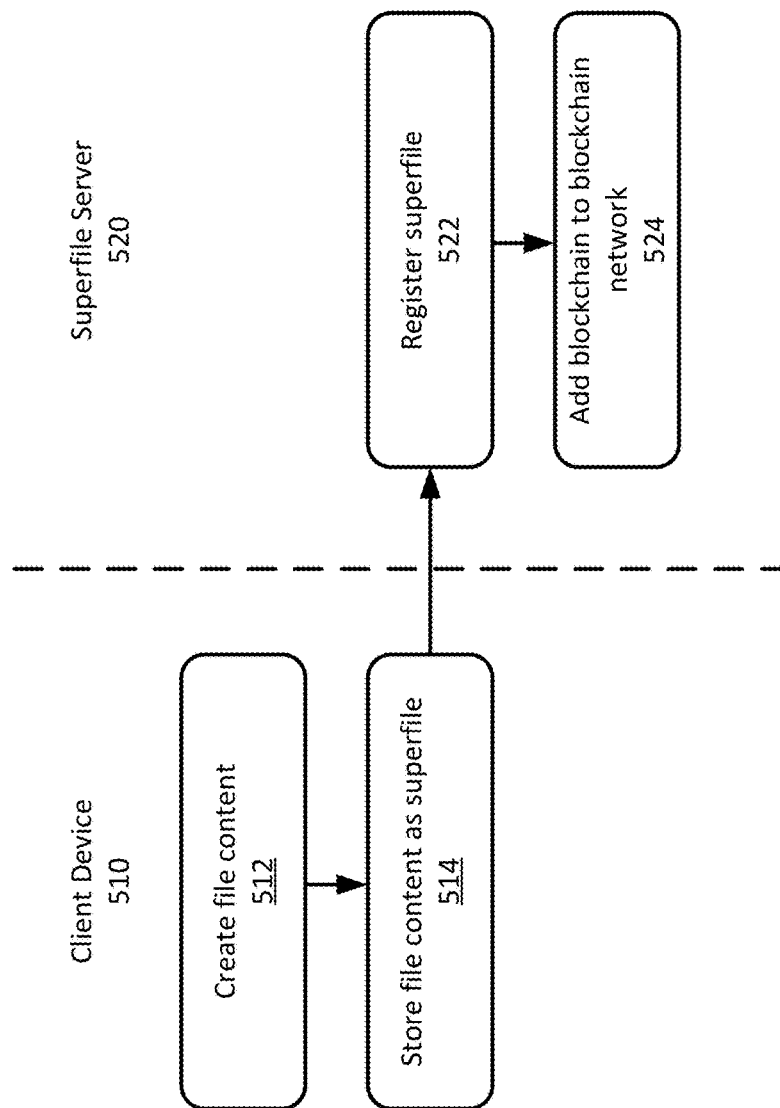 Client Device
510
Create file content
512
Store file content as superfile
514
Superfile Server
520
Register superfile
522
Add blockchain to blockchain
network
524